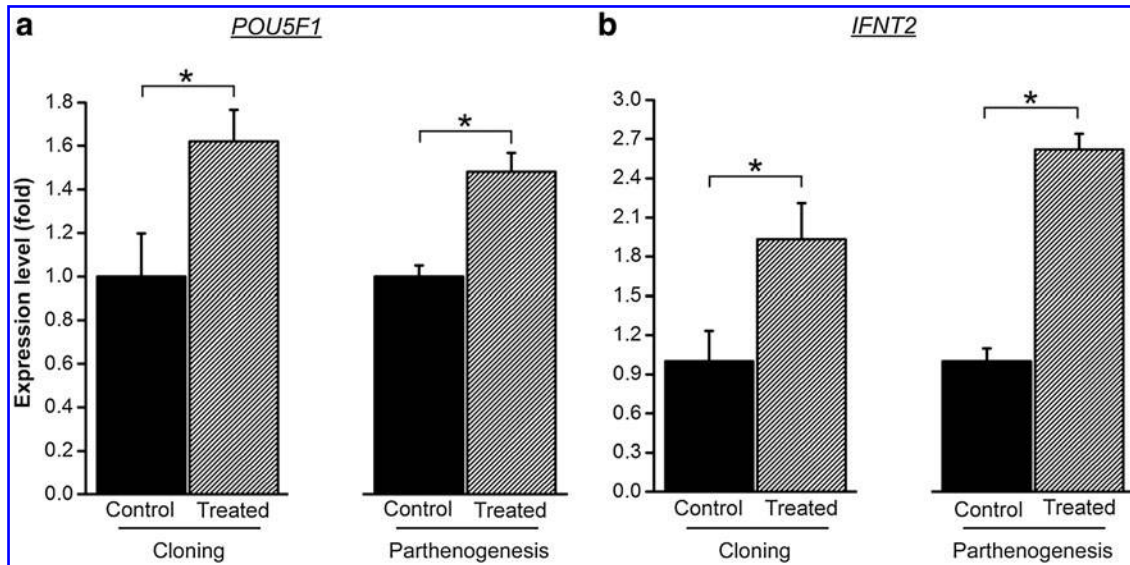 a
POU5F1
b
IFNT2
Expression level (fold)
1.8
1.6
1.4
1.2
1.0
0.8
0.6
0.4
0.2
0.0
*
*
Control Treated
Control Treated
Cloning
Parthenogenesis
3.0
2.7
2.4
2.1
1.8
1.5
1.2
0.9
0.6
0.3
0.0
*
*
Control Treated
Control Treated
Cloning
Parthenogenesis